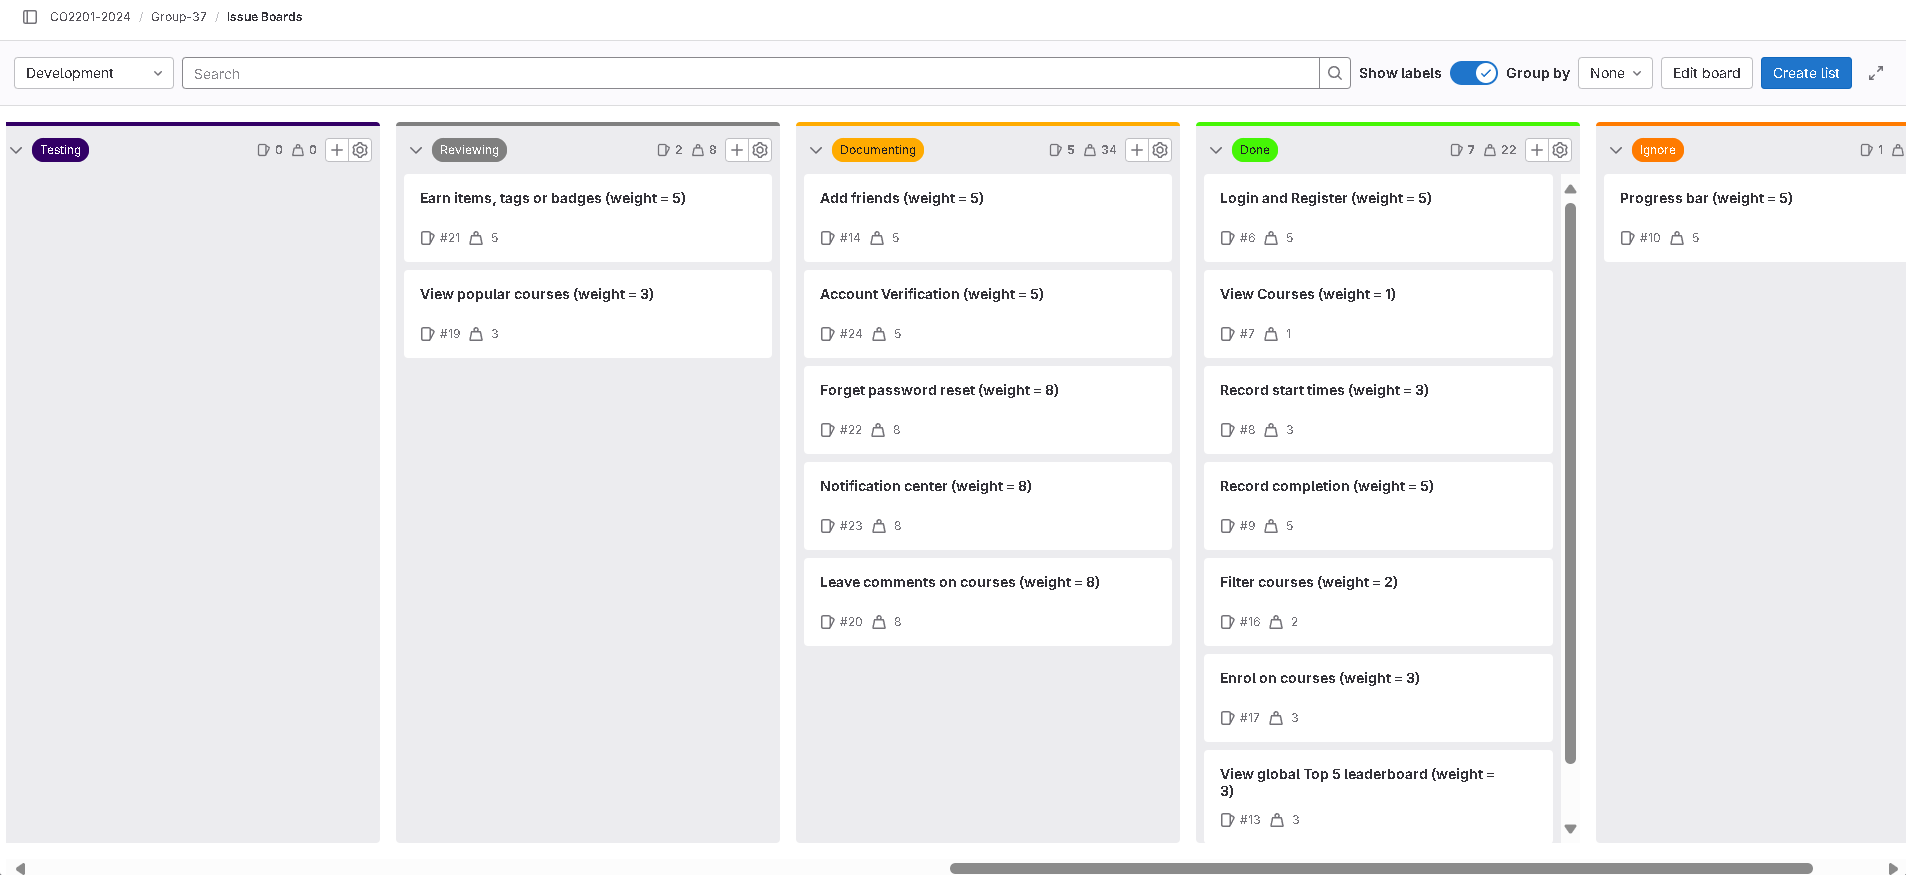 CO2201-2024 / Group-37 / Issue Boards
Development
Search
Show labels
Group by
None
Edit board
Create list
Testing 0 0
Reviewing 2 8
Earn items, tags or badges (weight = 5)
#21 5
View popular courses (weight = 3)
#19 3
Documenting 5 34
Add friends (weight = 5)
#14 5
Account Verification (weight = 5)
#24 5
Forget password reset (weight = 8)
#22 8
Notification center (weight = 8)
#23 8
Leave comments on courses (weight = 8)
#20 8
Done 7 22
Login and Register (weight = 5)
#6 5
View Courses (weight = 1)
#7 1
Record start times (weight = 3)
#8 3
Record completion (weight = 5)
#9 5
Filter courses (weight = 2)
#16 2
Enrol on courses (weight = 3)
#17 3
View global Top 5 leaderboard (weight =
3)
#13 3
Ignore 1
Progress bar (weight = 5)
#10 5